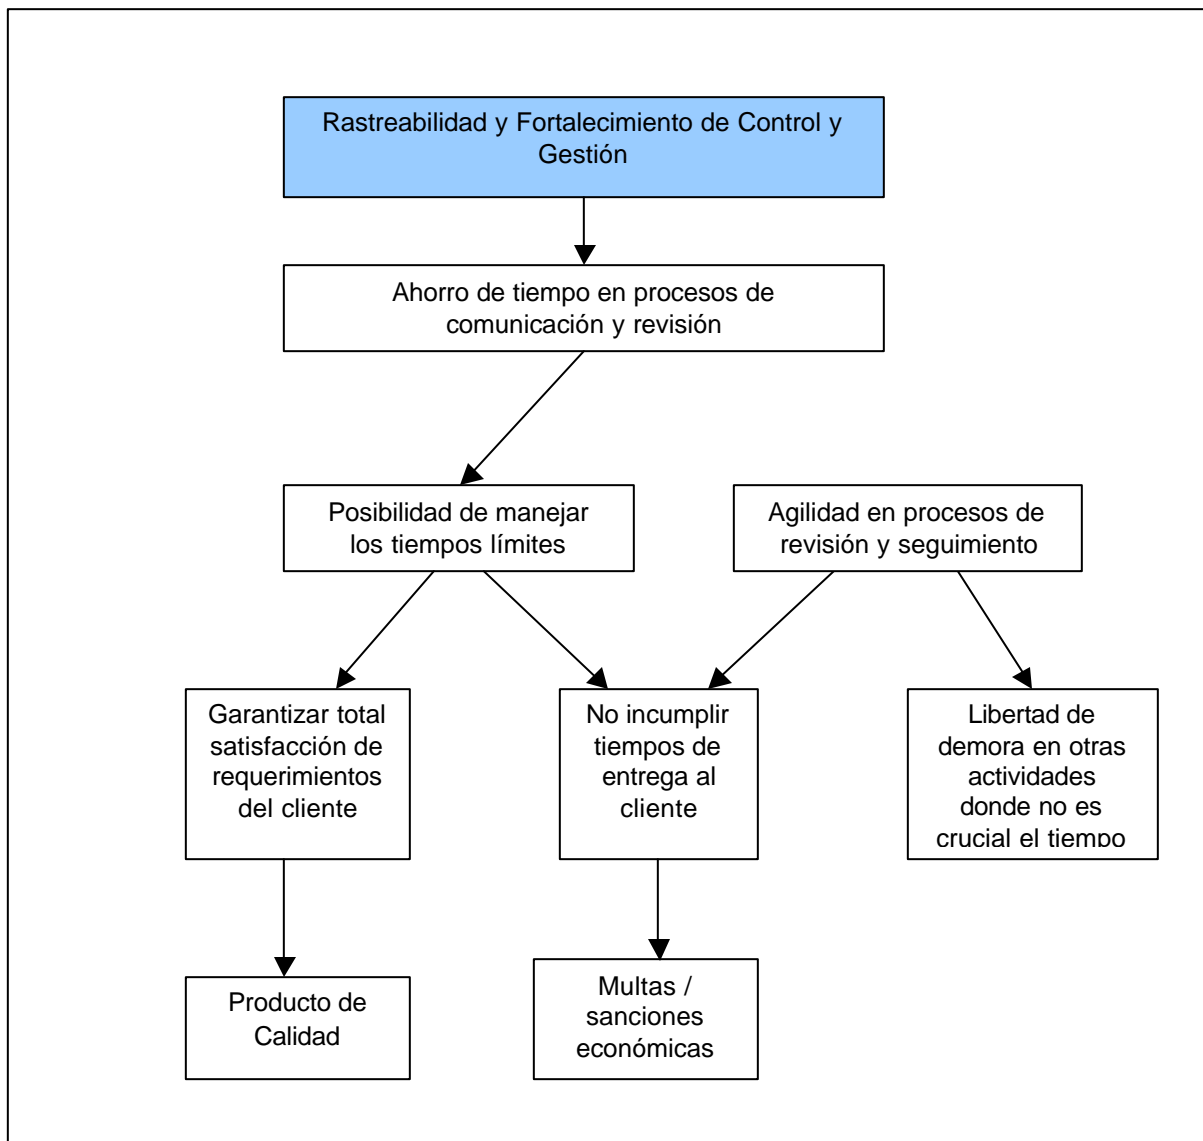 Rastreabilidad y Fortalecimiento de Control y
Gestión
Ahorro de tiempo en procesos de
comunicación y revisión
Posibilidad de manejar
los tiempos límites
Agilidad en procesos de
revisión y seguimiento
Garantizar total
satisfacción de
requerimientos
del cliente
No incumplir
tiempos de
entrega al
cliente
Libertad de
demora en otras
actividades
donde no es
crucial el tiempo
Producto de
Calidad
Multas /
sanciones
económicas